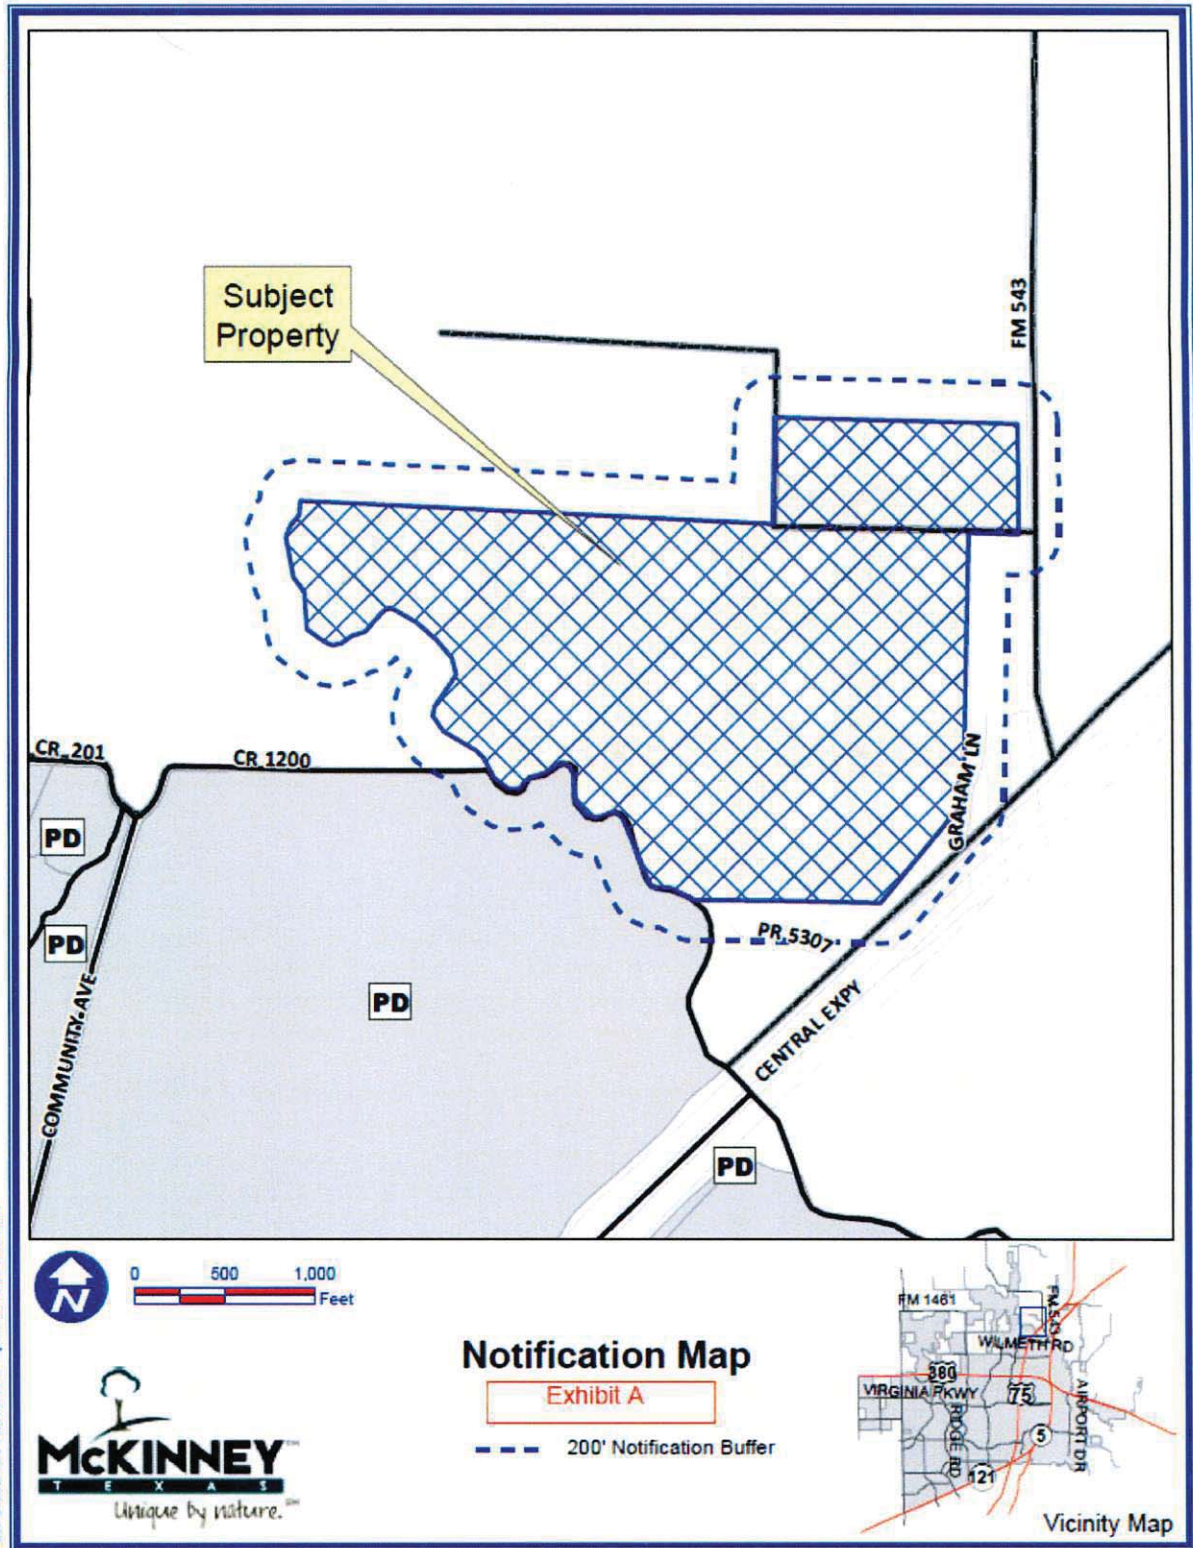 Subject
Property
FM 543
CR 201
CR 1200
GRAHAM LN
PD
PD
PD
PR 5307
CENTRAL EXPY
COMMUNITY AVE
PD
N
0 500 1,000
Feet
Notification Map
Exhibit A
200' Notification Buffer
McKINNEY
TEXAS
Unique by nature.
FM 1461
FM 543
WILMETH RD
380
VIRGINIA PKWY
75
RIDGE RD
AIRPORT DR
5
121
Vicinity Map